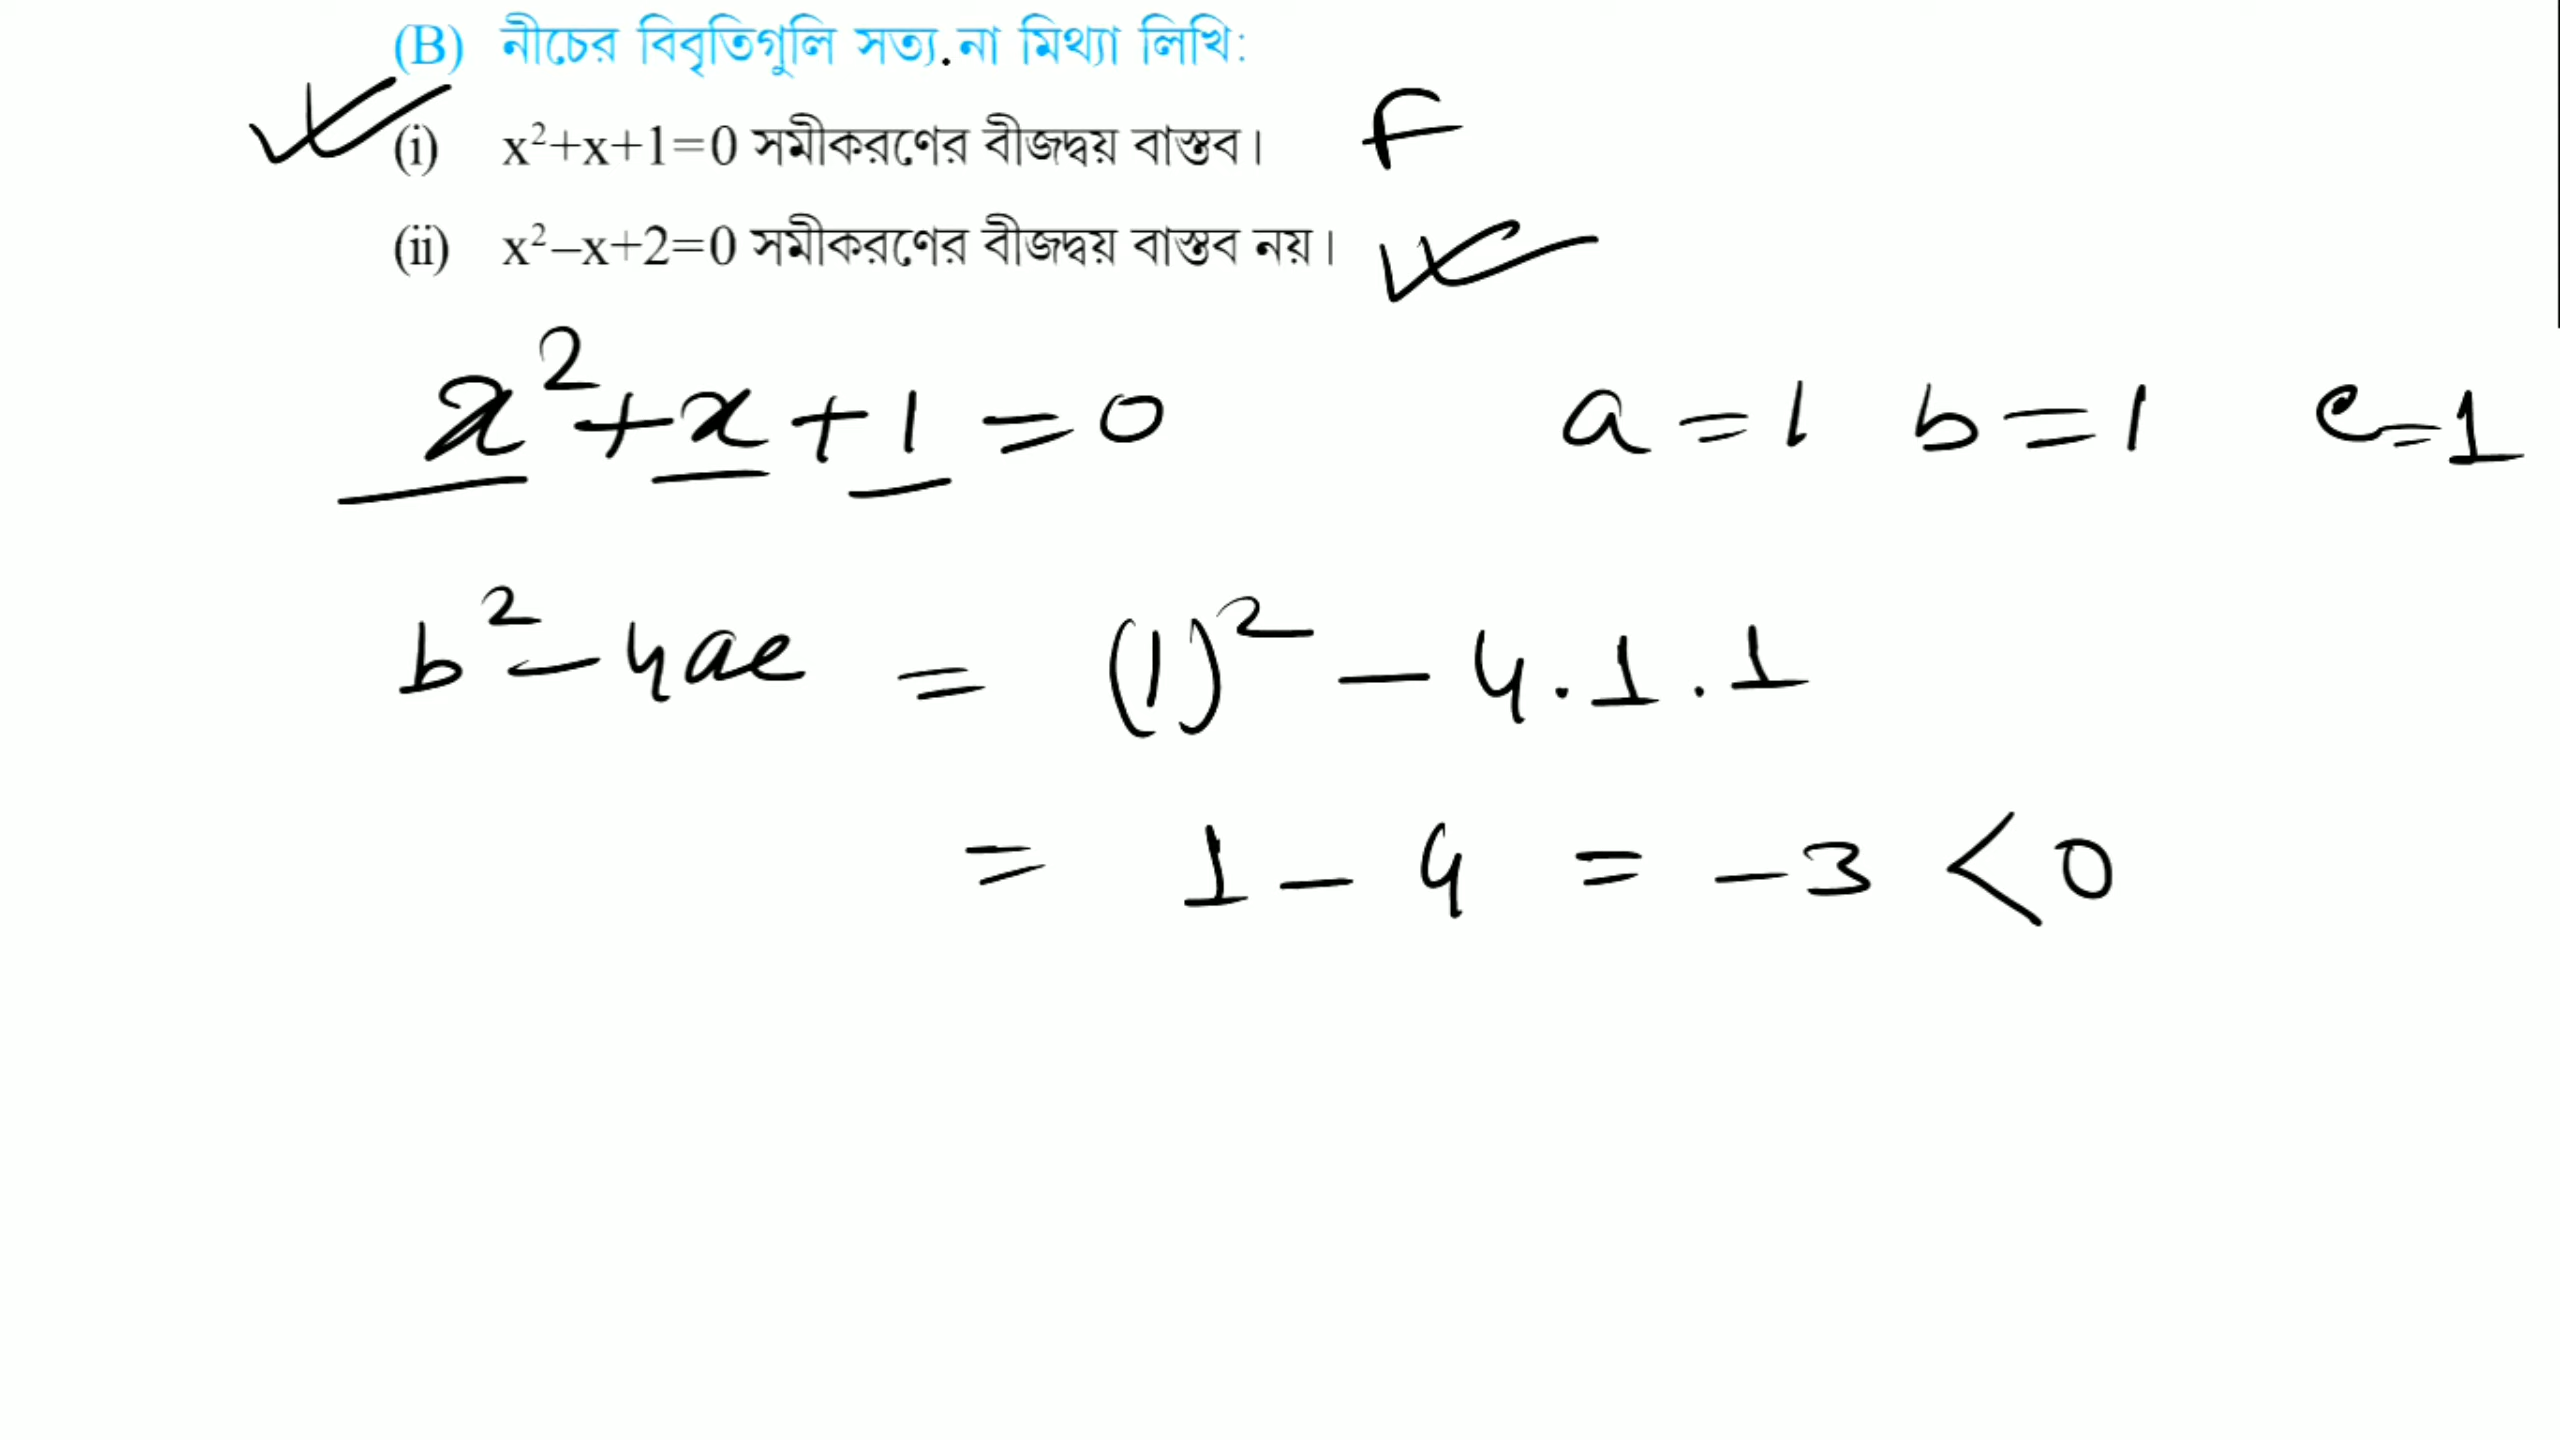 (B) নীচের বিবৃতিগুলি সত্য.না মিথ্যা লিখি:
(i) x²+x+1=0 সমীকরণের বীজদ্বয় বাস্তব। F
(ii) x²–x+2=0 সমীকরণের বীজদ্বয় বাস্তব নয়।
x²+x+1=0 a=1 b=1 c=1
b²-4ac = (1)²-4.1.1
= 1-4 = -3 <0